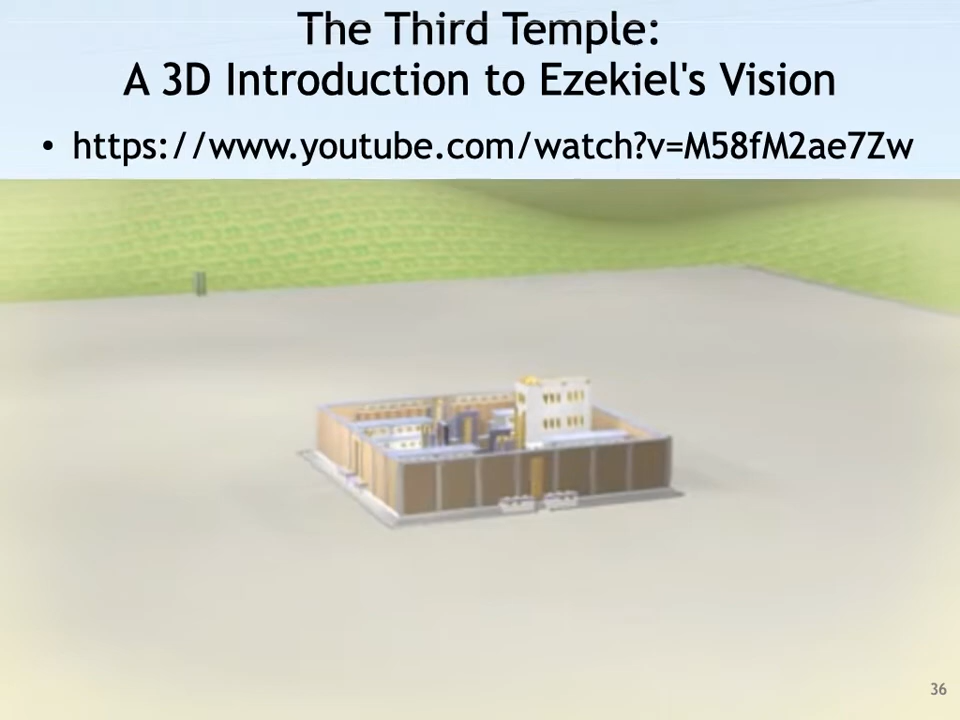 The Third Temple:
A 3D Introduction to Ezekiel's Vision
• https://www.youtube.com/watch?v=M58fM2ae7Zw
36